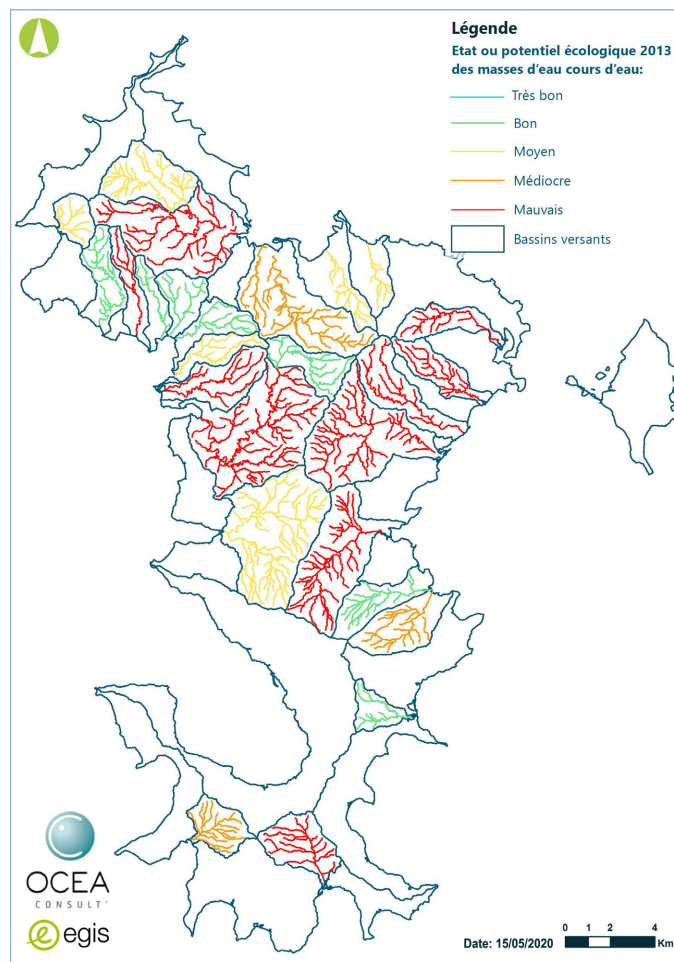 Légende
Etat ou potentiel écologique 2013
des masses d'eau cours d'eau:
Très bon
Bon
Moyen
Médiocre
Mauvais
Bassins versants
OCEA
CONSULT'
egis
Date: 15/05/2020
0 1 2 4
Km